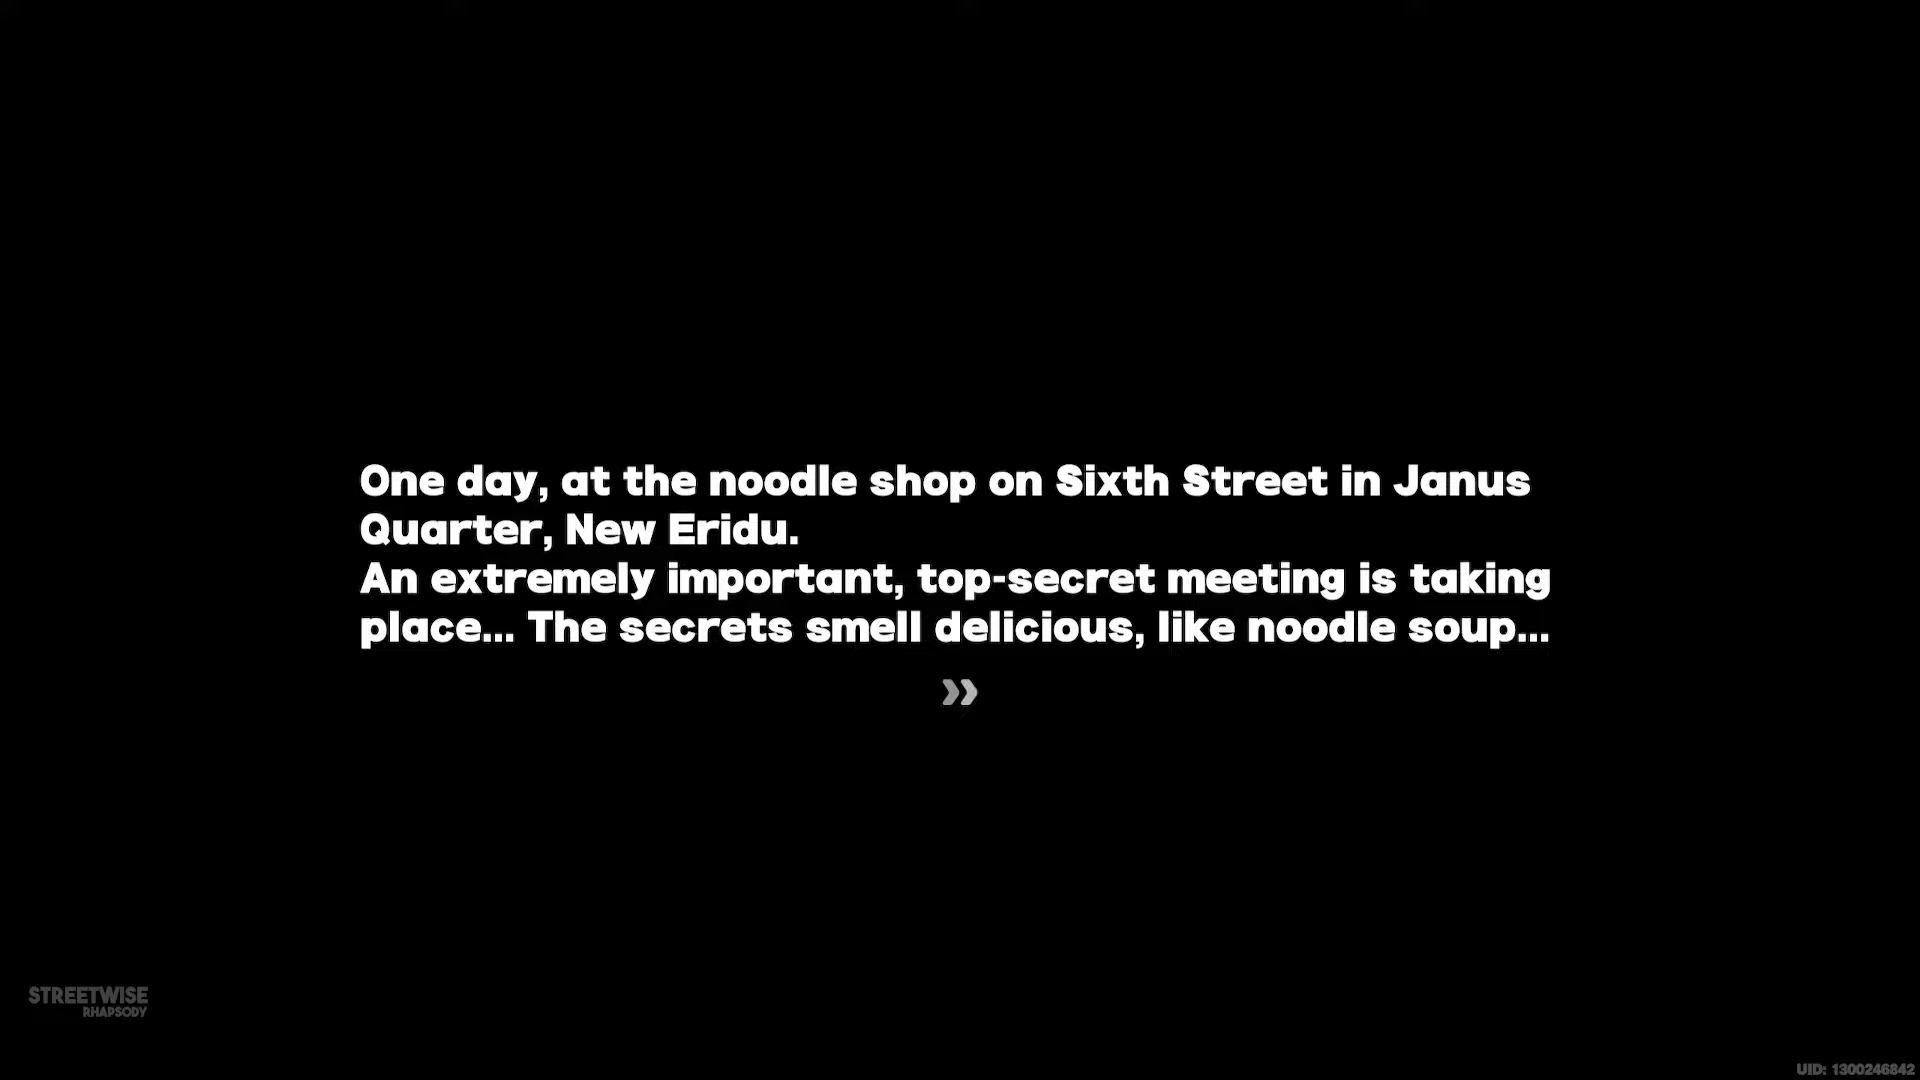 One day, at the noodle shop on Sixth Street in Janus
Quarter, New Eridu.
An extremely important, top-secret meeting is taking
place... The secrets smell delicious, like noodle soup...
STREETWISE
RHAPSODY
UID: 1300246842